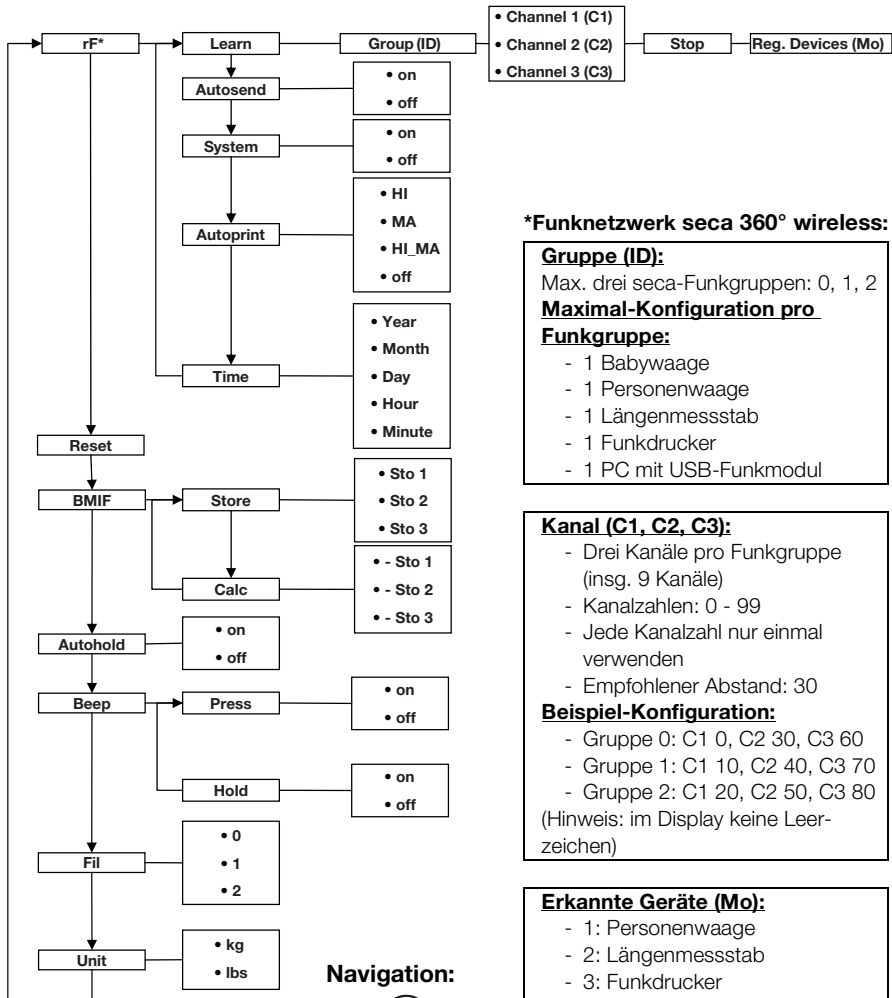 rF*
Learn
Group (ID)
• Channel 1 (C1)
• Channel 2 (C2)
• Channel 3 (C3)
Stop
Reg. Devices (Mo)
Autosend
• on
• off
System
• on
• off
Autoprint
• HI
• MA
• HI_MA
• off
Time
• Year
• Month
• Day
• Hour
• Minute
Reset
BMIF
Store
• Sto 1
• Sto 2
• Sto 3
Calc
• - Sto 1
• - Sto 2
• - Sto 3
Autohold
• on
• off
Beep
Press
• on
• off
Hold
• on
• off
Fil
• 0
• 1
• 2
Unit
• kg
• lbs
Navigation:
*Funknetzwerk seca 360° wireless:
Gruppe (ID):
Max. drei seca-Funkgruppen: 0, 1, 2
Maximal-Konfiguration pro
Funkgruppe:
- 1 Babywaage
- 1 Personenwaage
- 1 Längenmessstab
- 1 Funkdrucker
- 1 PC mit USB-Funkmodul
Kanal (C1, C2, C3):
- Drei Kanäle pro Funkgruppe
(insg. 9 Kanäle)
- Kanalzahlen: 0 - 99
- Jede Kanalzahl nur einmal
verwenden
- Empfohlener Abstand: 30
Beispiel-Konfiguration:
- Gruppe 0: C1 0, C2 30, C3 60
- Gruppe 1: C1 10, C2 40, C3 70
- Gruppe 2: C1 20, C2 50, C3 80
(Hinweis: im Display keine Leer-
zeichen)
Erkannte Geräte (Mo):
- 1: Personenwaage
- 2: Längenmessstab
- 3: Funkdrucker